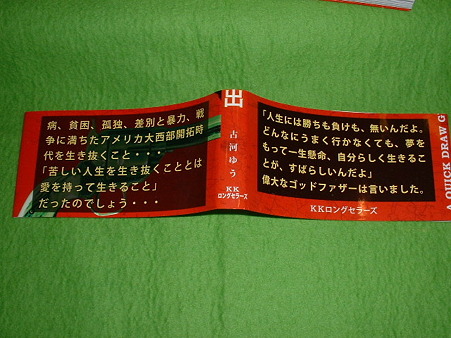 病、貧困、孤独、差別と暴力、戦
争に満ちたアメリカ大西部開拓時
代を生き抜くこと・・・
「苦しい人生を生き抜くこととは
愛を持って生きること」
だったのでしょう・・・
出
古河ゆう
KK
ロングセラーズ
「人生には勝ちも負けも、無いんだよ。
どんなにうまく行かなくても、夢を
もって一生懸命、自分らしく生きるこ
とが、すばらしいんだよ」
偉大なゴッドファザーは言いました。
KKロングセラーズ
A QUICK DRAW G